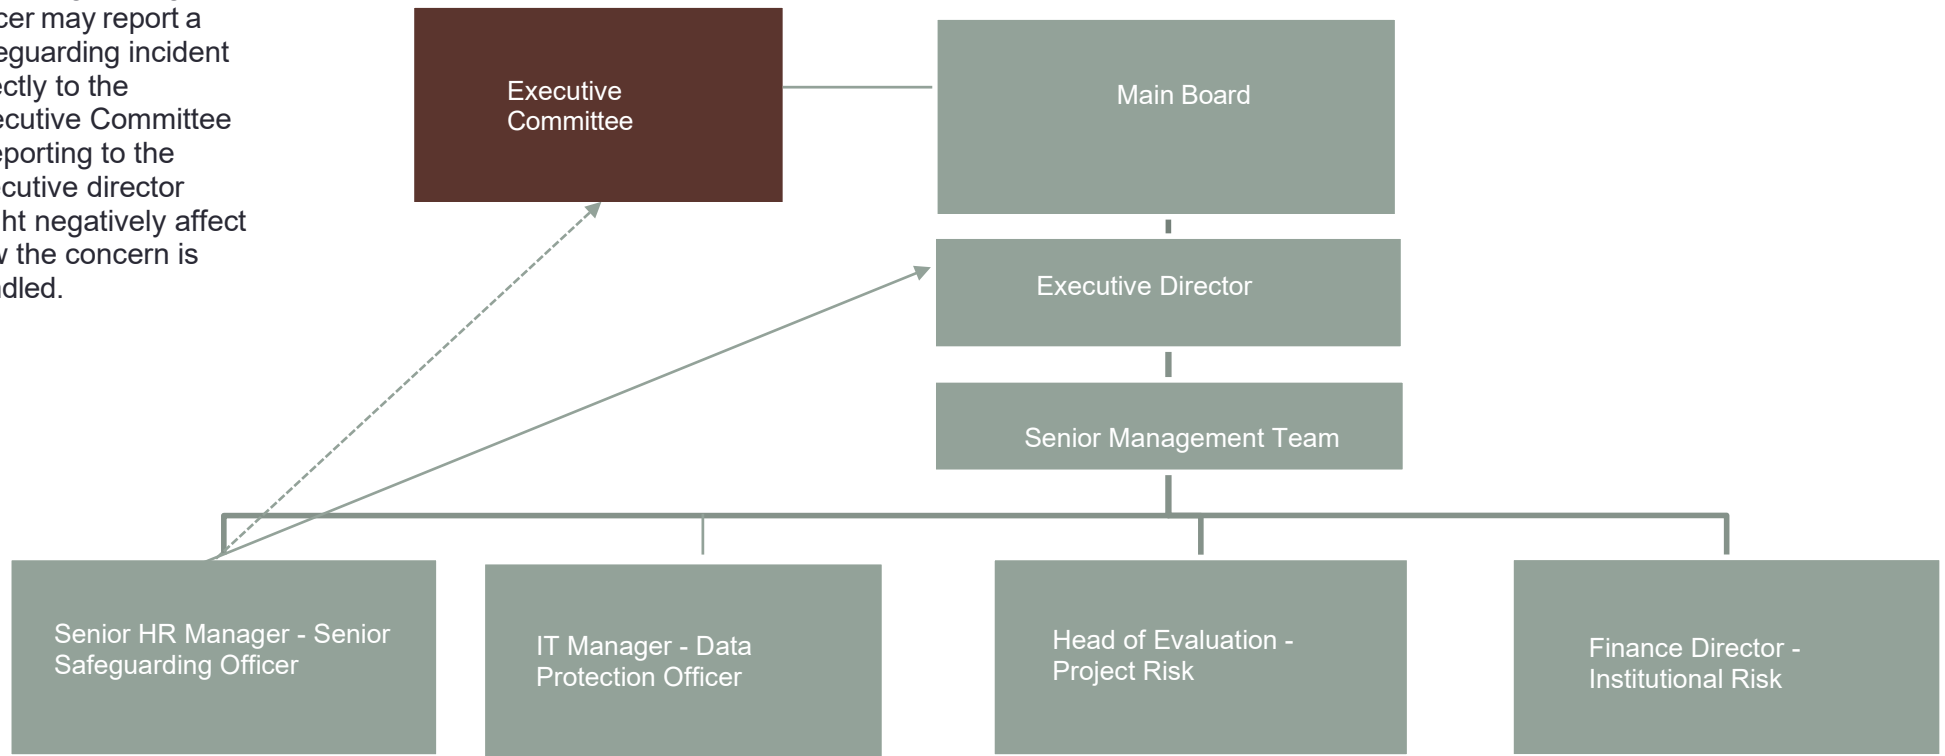 cer may report a
eguarding incident
ectly to the
ecutive Committee
eporting to the
cutive director
ht negatively affect
w the concern is
ndled.
Executive
Committee
Main Board
Executive Director
Senior Management Team
Senior HR Manager - Senior
Safeguarding Officer
IT Manager - Data
Protection Officer
Head of Evaluation -
Project Risk
Finance Director -
Institutional Risk